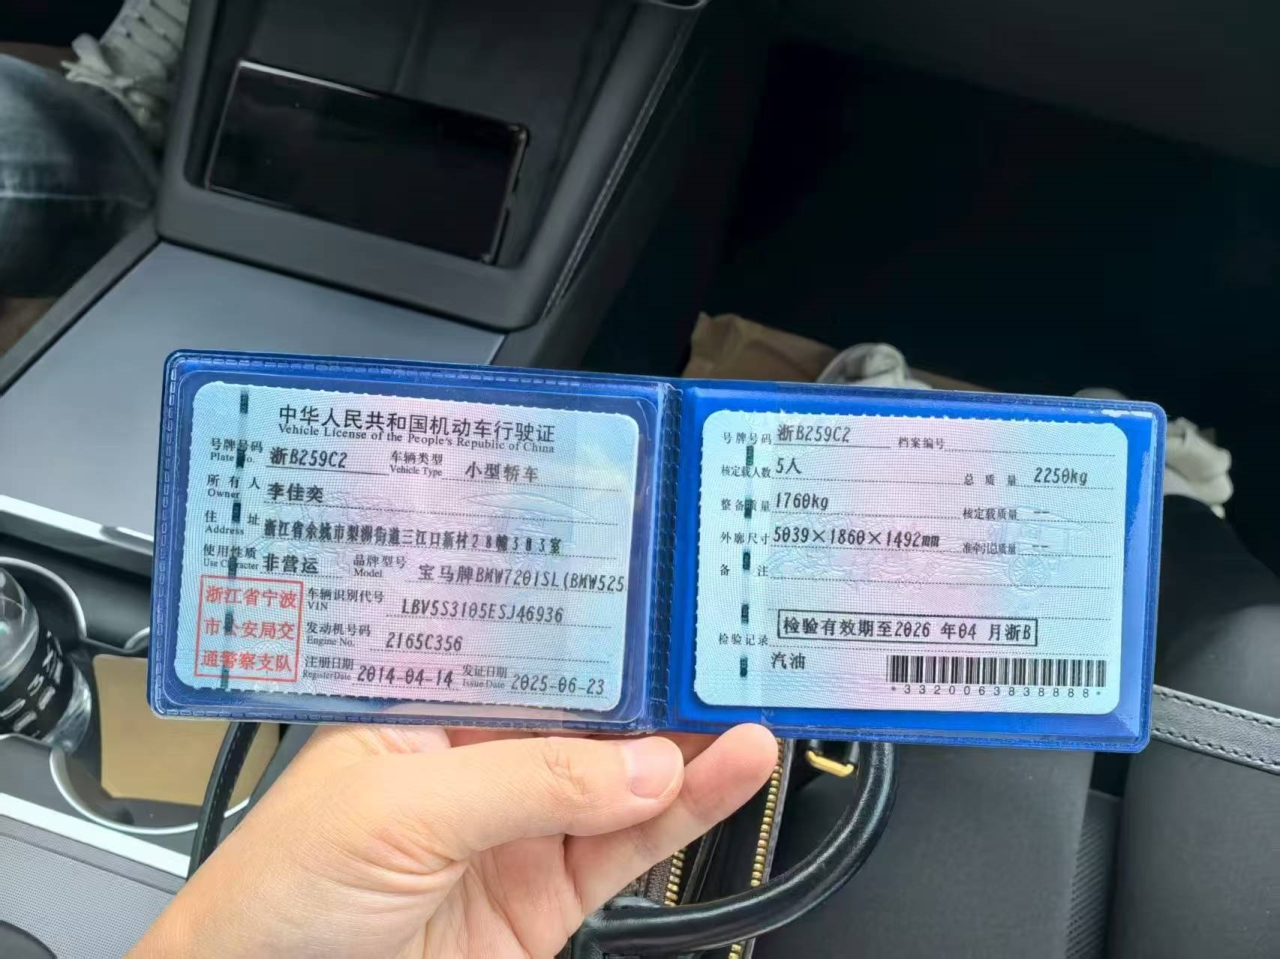 中华人民共和国机动车行驶证
Vehicle License of the People's Republic of China
号牌号码 浙B259C2 车辆类型 小型轿车
Plate No. Vehicle Type
所有人 李佳奕
Owner
住址 浙江省余姚市梨洲街道三江口新村28幢303室
Address
使用性质 非营运 品牌型号 宝马牌BMW7201SL(BMW525
Use Character Model
浙江省宁波
市公安局交
通警察支队
车辆识别代号 LBV5S3105ESJ46936
VIN
发动机号码 2165C356
Engine No.
注册日期 2014-04-14 发证日期 2025-06-23
Register Date Issue Date
号牌号码 浙B259C2 档案编号
核定载人数 5人 总质量 2250kg
整备质量 1760kg 核定载质量 --
外廓尺寸 5039×1860×1492mm 准牵引总质量 --
备注
检验记录 检验有效期至2026年04月浙B
汽油
*3320063838888*